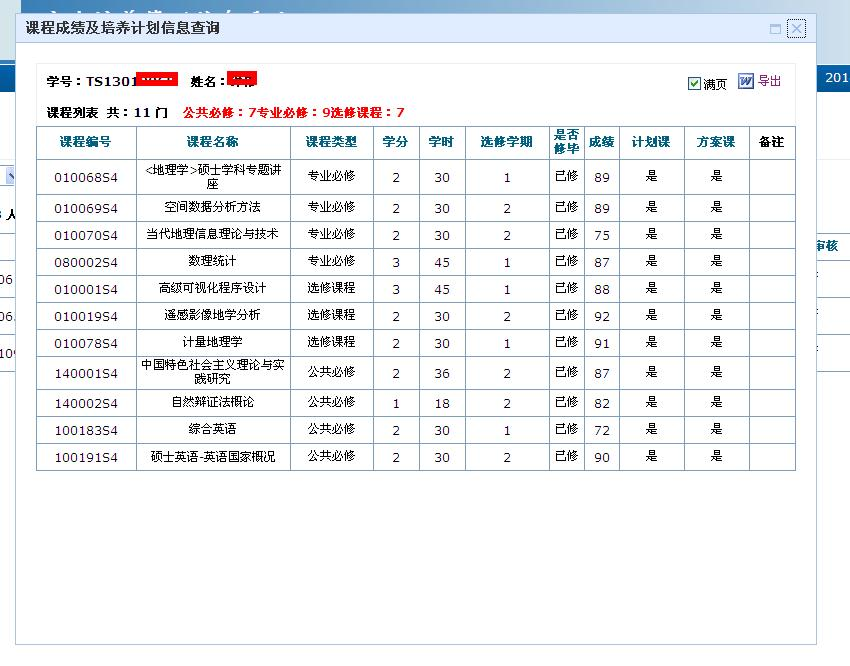 课程成绩及培养计划信息查询
学号：TS1301 姓名：
满页 导出
201
课程列表 共：11 门 公共必修：7专业必修：9选修课程：7
课程编号 课程名称 课程类型 学分 学时 选修学期 是否修毕 成绩 计划课 方案课 备注
010068S4 <地理学>硕士学科专题讲座 专业必修 2 30 1 已修 89 是 是
010069S4 空间数据分析方法 专业必修 2 30 2 已修 89 是 是
010070S4 当代地理信息理论与技术 专业必修 2 30 2 已修 75 是 是
080002S4 数理统计 专业必修 3 45 1 已修 87 是 是
010001S4 高级可视化程序设计 选修课程 3 45 1 已修 88 是 是
010019S4 遥感影像地学分析 选修课程 2 30 2 已修 92 是 是
010078S4 计量地理学 选修课程 2 30 1 已修 91 是 是
140001S4 中国特色社会主义理论与实践研究 公共必修 2 36 2 已修 87 是 是
140002S4 自然辩证法概论 公共必修 1 18 2 已修 82 是 是
100183S4 综合英语 公共必修 2 30 1 已修 72 是 是
100191S4 硕士英语-英语国家概况 公共必修 2 30 2 已修 90 是 是
人
审核
06
06
109